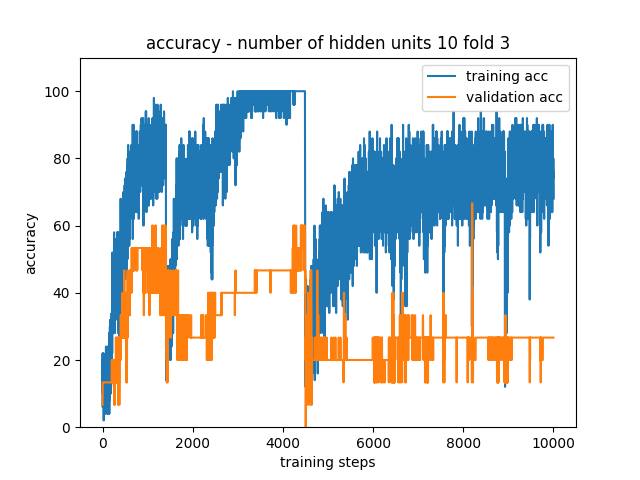 accuracy - number of hidden units 10 fold 3
training acc
validation acc
100
80
60
40
20
0
accuracy
0 2000 4000 6000 8000 10000
training steps